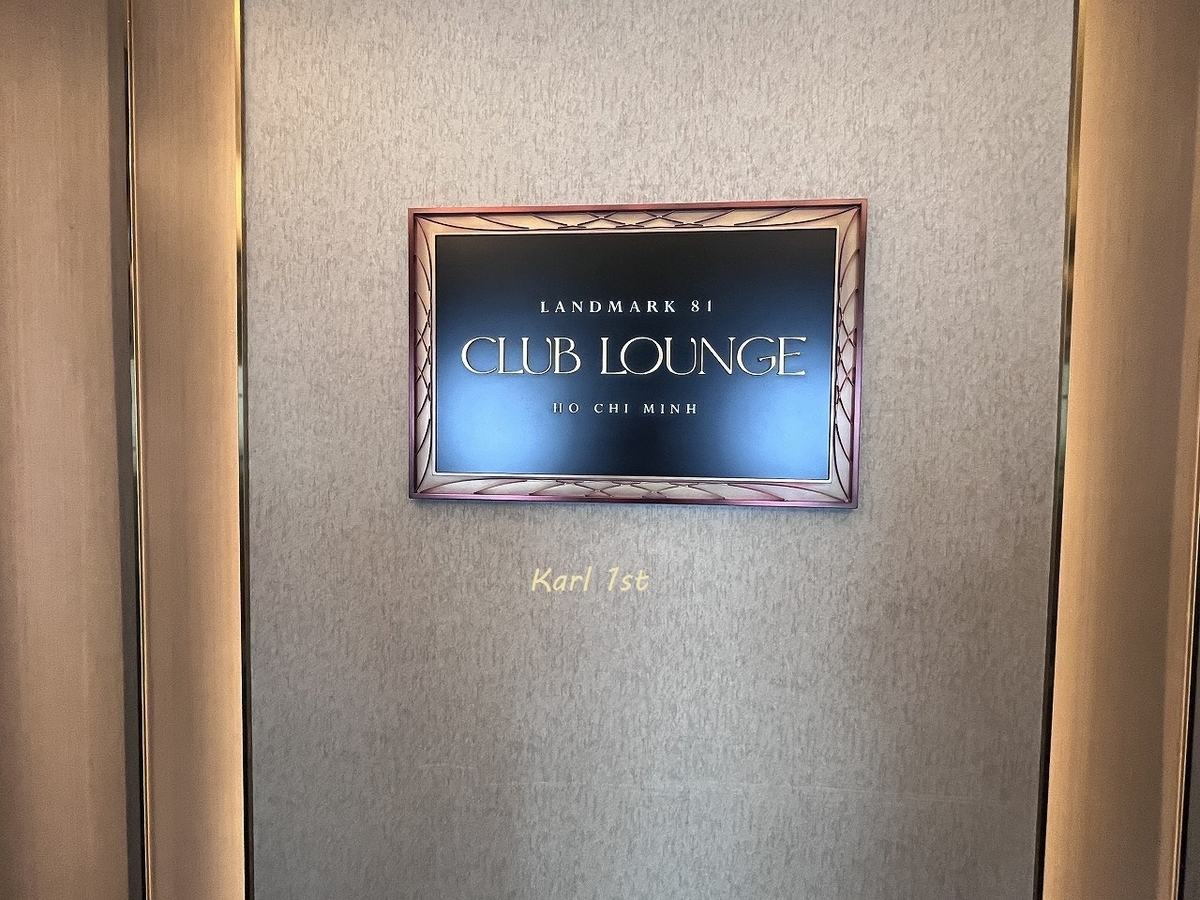 LANDMARK 81
CLUB LOUNGE
HO CHI MINH
Karl 1st